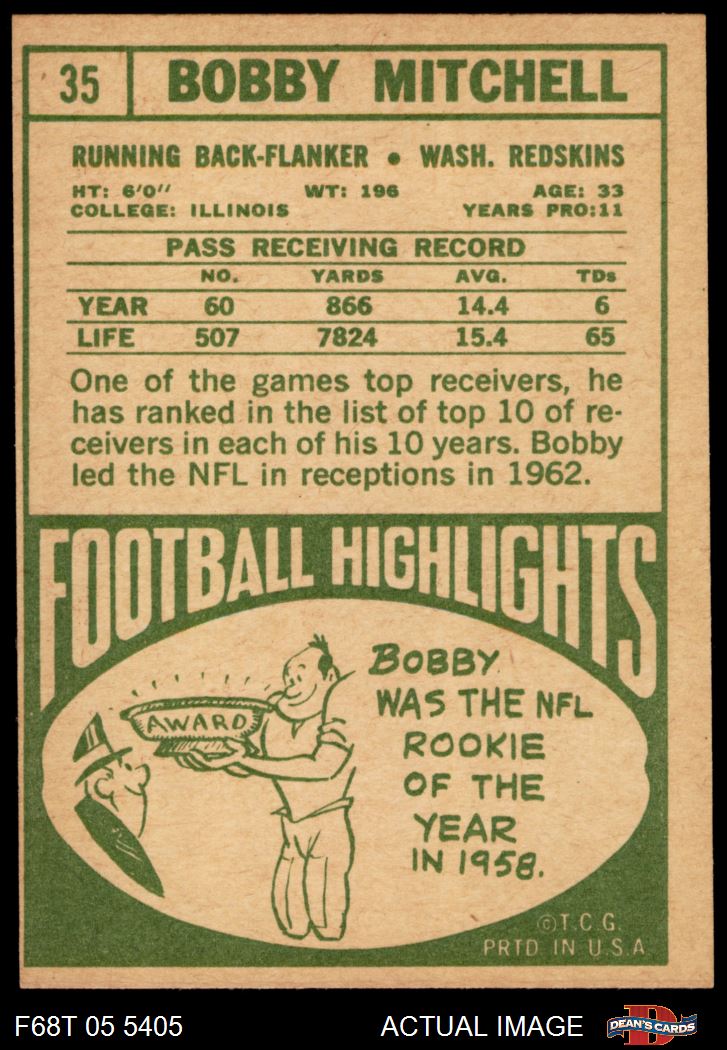 35 BOBBY MITCHELL
RUNNING BACK-FLANKER • WASH. REDSKINS
HT: 6'0" WT: 196 AGE: 33
COLLEGE: ILLINOIS YEARS PRO:11
PASS RECEIVING RECORD
NO. YARDS AVG. TDs
YEAR 60 866 14.4 6
LIFE 507 7824 15.4 65
One of the games top receivers, he
has ranked in the list of top 10 of re-
ceivers in each of his 10 years. Bobby
led the NFL in receptions in 1962.
FOOTBALL HIGHLIGHTS
AWARD
BOBBY
WAS THE NFL
ROOKIE
OF THE
YEAR
IN 1958.
©T.C.G.
PRTD IN U.S.A
F68T 05 5405 ACTUAL IMAGE D DEAN'S CARDS